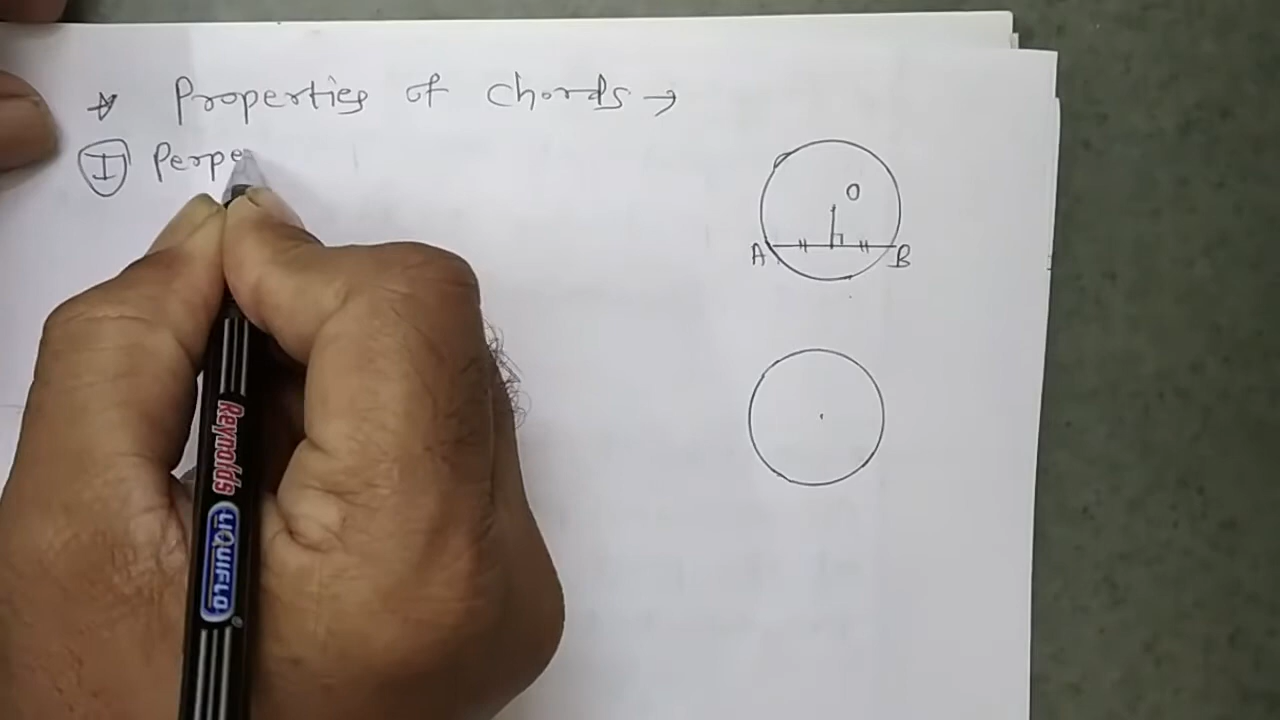 ☆ Properties of chords →
I Perpe
O
A B
Reynolds LIQUIFLO